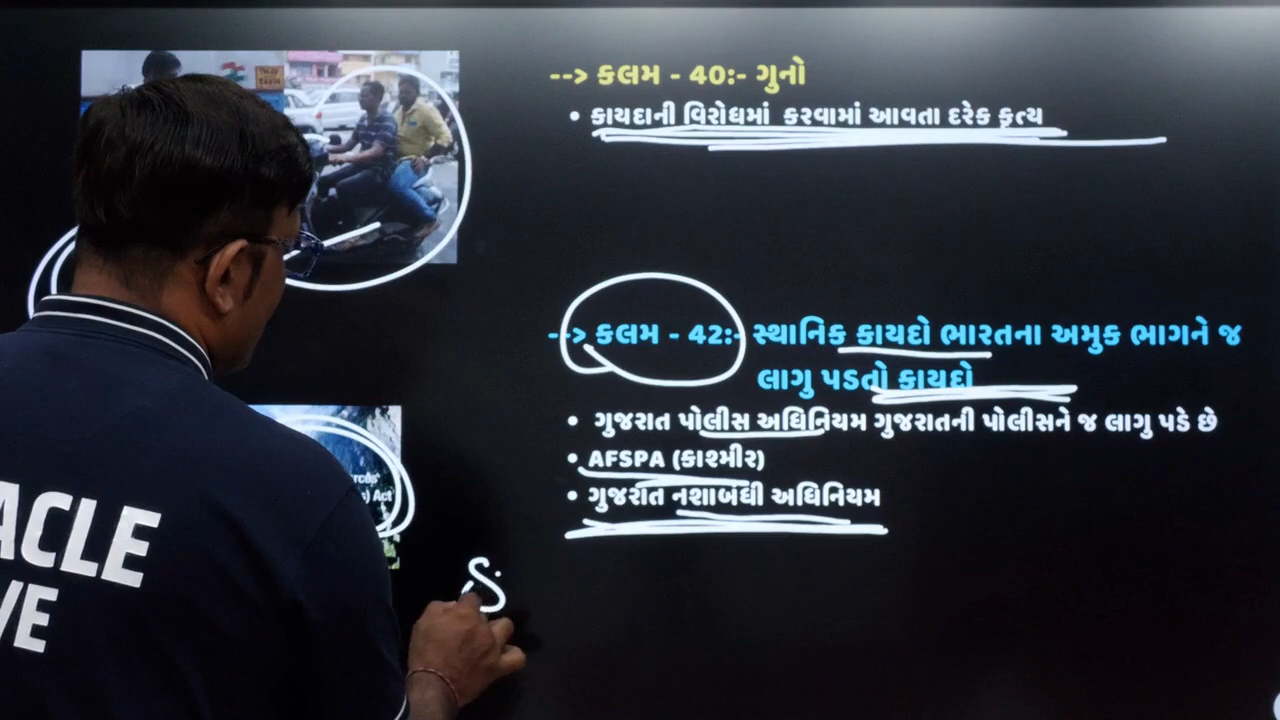 --> કલમ - 40:- ગુનો
• કાયદાની વિરોધમાં કરવામાં આવતા દરેક કૃત્ય
--> કલમ - 42:- સ્થાનિક કાયદો ભારતના અમુક ભાગને જ
લાગુ પડતો કાયદો
• ગુજરાત પોલીસ અધિનિયમ ગુજરાતની પોલીસને જ લાગુ પડે છે
• AFSPA (કાશ્મીર)
• ગુજરાત નશાબંધી અધિનિયમ
Act
ACLE
VE